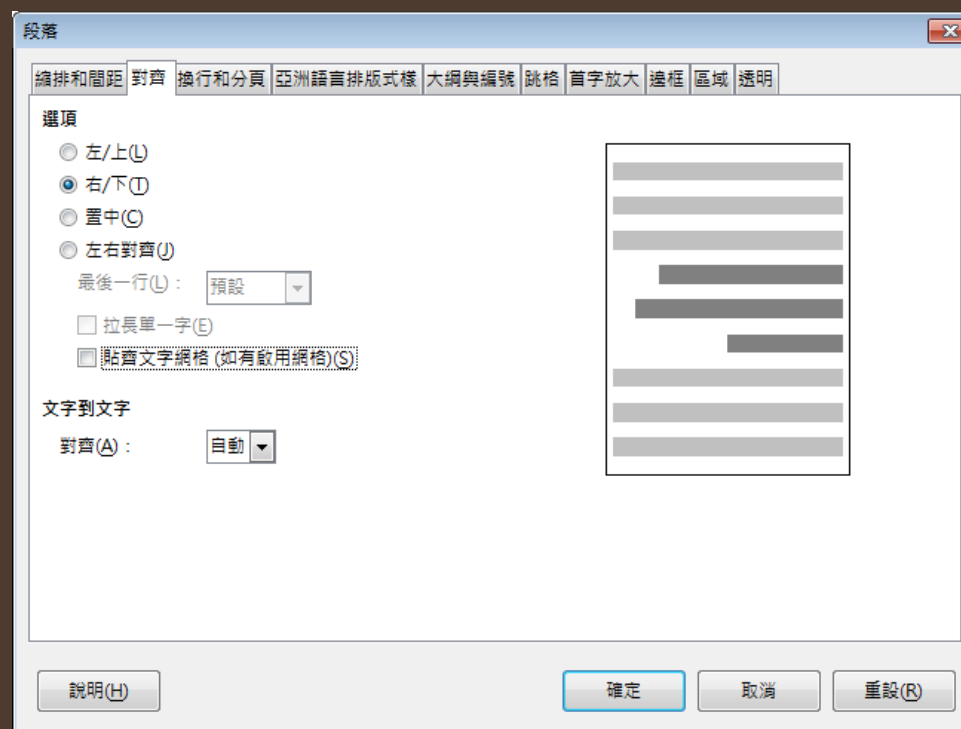 段落
縮排和間距 對齊 換行和分頁 亞洲語言排版式樣 大綱與編號 跳格 首字放大 邊框 區域 透明
選項
左/上(L)
右/下(T)
置中(C)
左右對齊(J)
最後一行(L)： 預設
拉長單一字(E)
貼齊文字網格 (如有啟用網格)(S)
文字到文字
對齊(A)： 自動
說明(H) 確定 取消 重設(R)